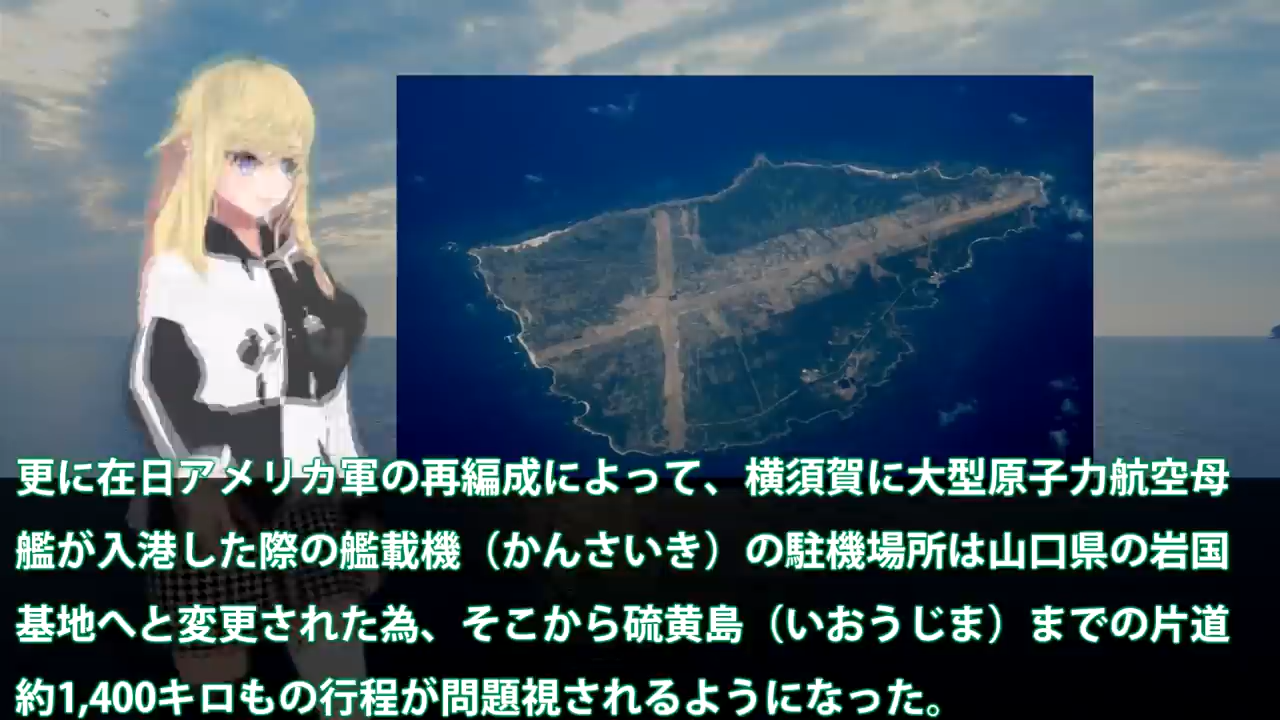 更に在日アメリカ軍の再編成によって、横須賀に大型原子力航空母
艦が入港した際の艦載機（かんさいき）の駐機場所は山口県の岩国
基地へと変更された為、そこから硫黄島（いおうじま）までの片道
約1,400キロもの行程が問題視されるようになった。